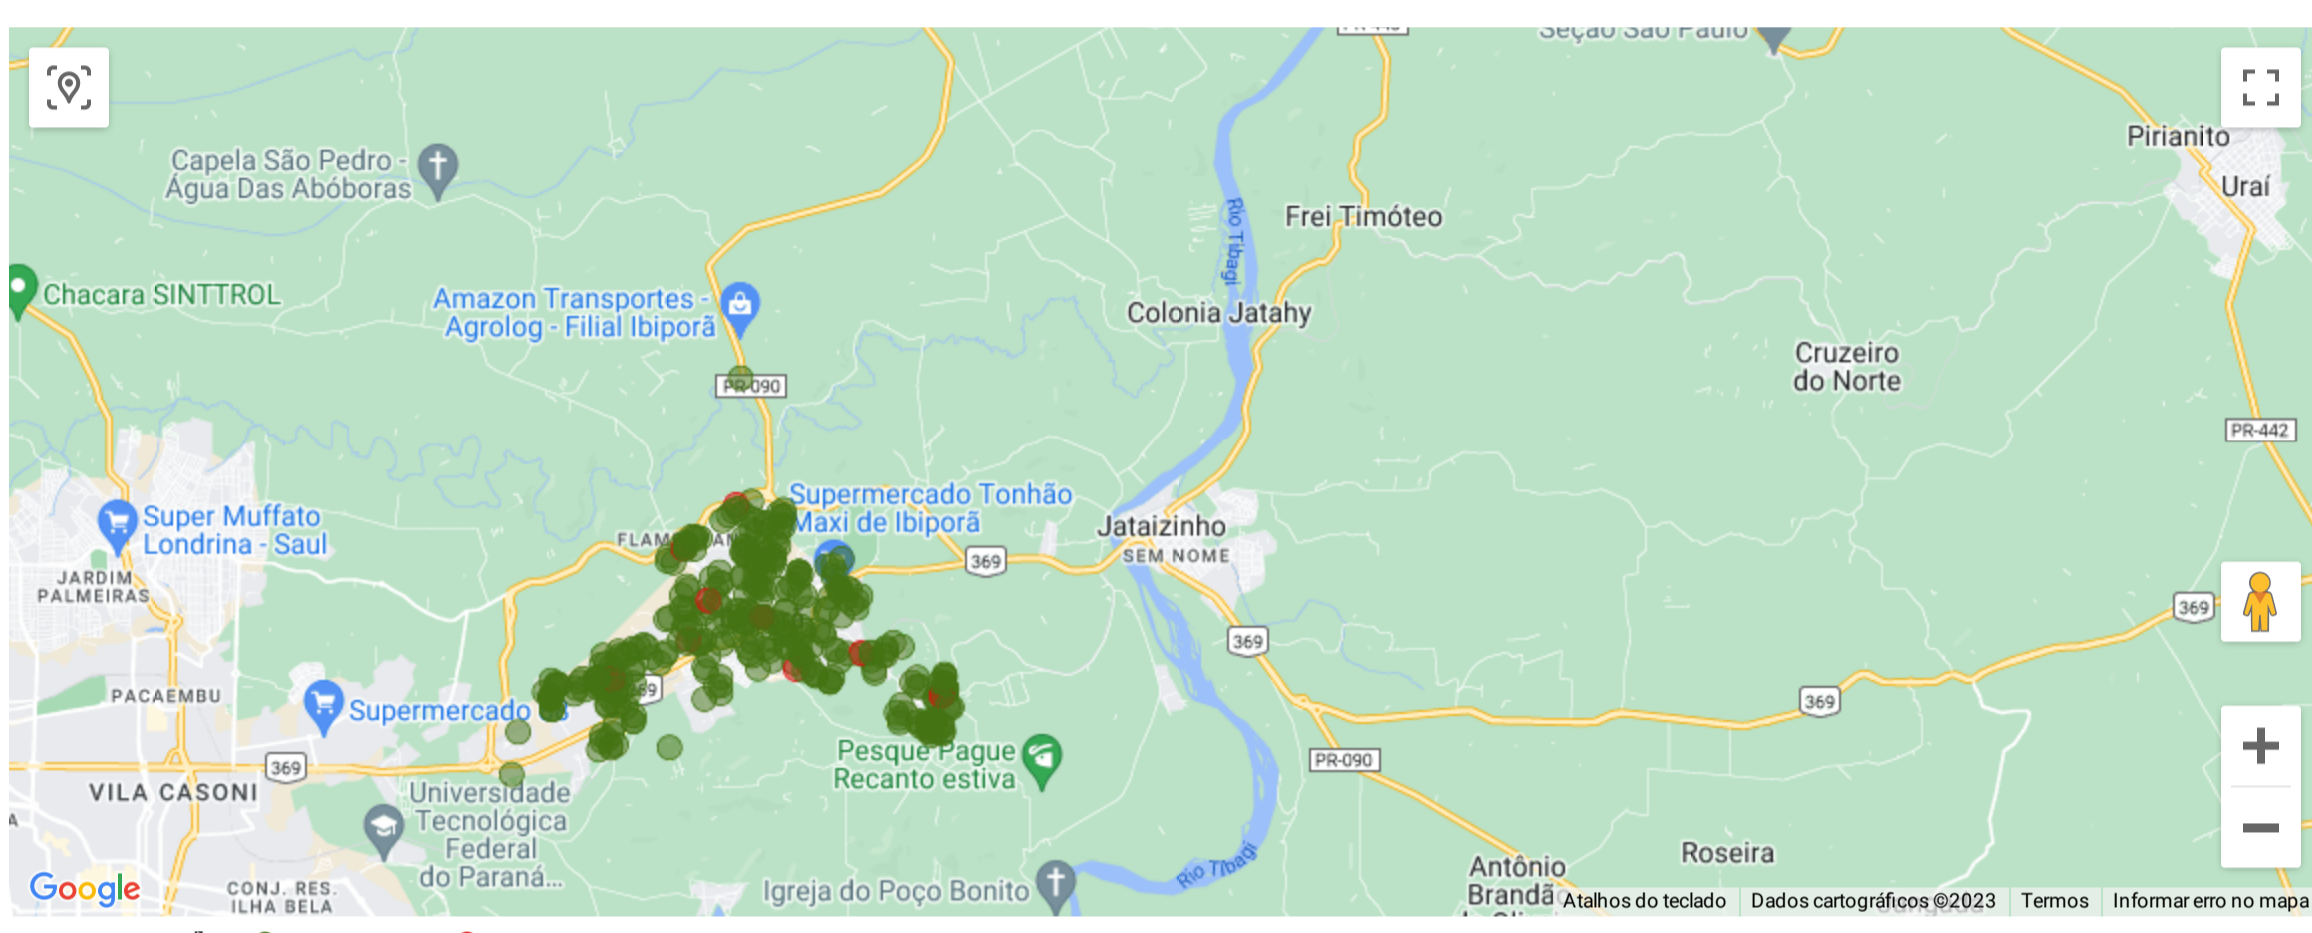 Seção São Paulo
Capela São Pedro -
Água Das Abóboras
Pirianito
Uraí
Frei Timóteo
Rio Tibagi
Chacara SINTTROL
Amazon Transportes -
Agrolog - Filial Ibiporã
Colonia Jatahy
PR-090
Cruzeiro
do Norte
PR-442
Supermercado Tonhão
Maxi de Ibiporã
Super Muffato
Londrina - Saul
Jataizinho
SEM NOME
369
JARDIM
PALMEIRAS
369
369
PACAEMBU
Supermercado
369
Pesque Pague
Recanto estiva
PR-090
369
VILA CASONI
Universidade
Tecnológica
Federal
do Paraná...
Roseira
Antônio
Igreja do Poço Bonito
Rio Tibagi
Google
CONJ. RES.
ILHA BELA
Atalhos do teclado
Dados cartográficos ©2023
Termos
Informar erro no mapa